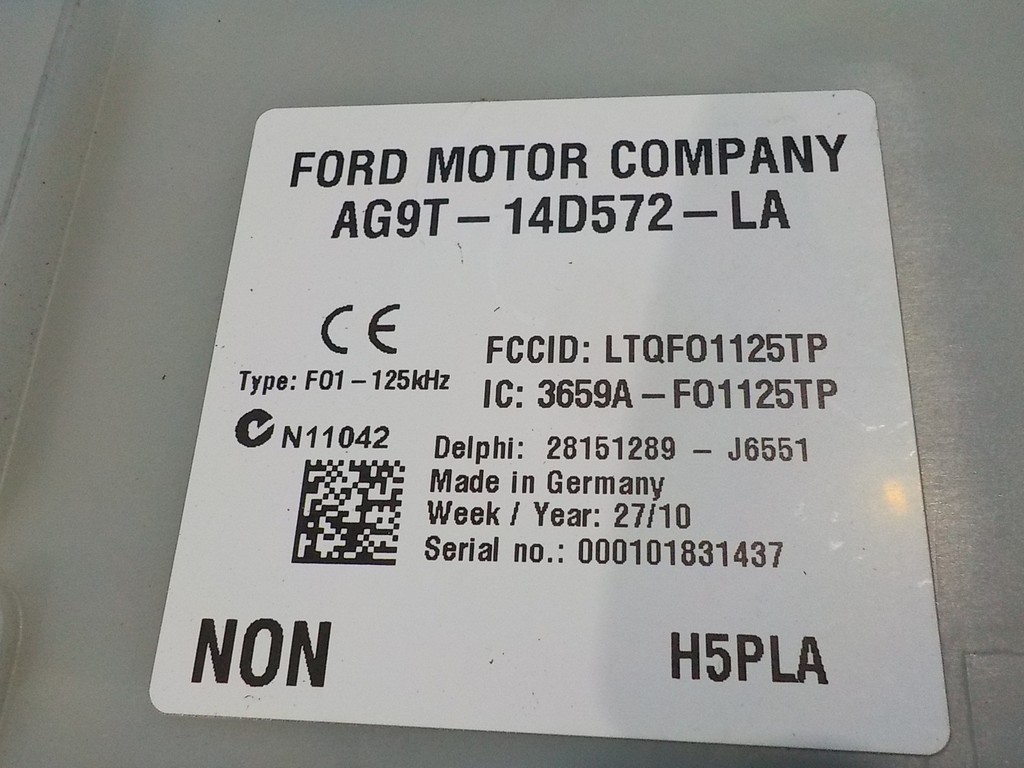 FORD MOTOR COMPANY
AG9T-14D572-LA
CE
Type: F01-125kHz
FCCID: LTQFO1125TP
IC: 3659A-FO1125TP
N11042
Delphi: 28151289 - J6551
Made in Germany
Week / Year: 27/10
Serial no.: 000101831437
NON
H5PLA